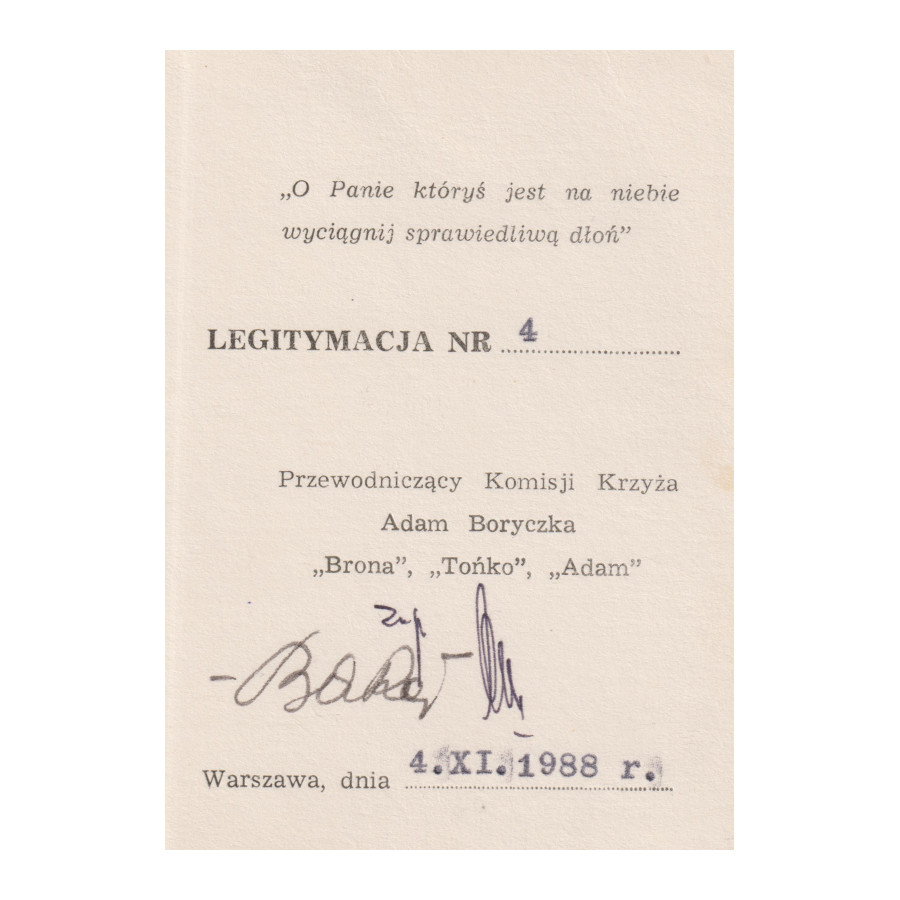 „O Panie któryś jest na niebie
wyciągnij sprawiedliwą dłoń”
LEGITYMACJA NR 4
Przewodniczący Komisji Krzyża
Adam Boryczka
„Brona”, „Tońko”, „Adam”
Warszawa, dnia 4.XI.1988 r.